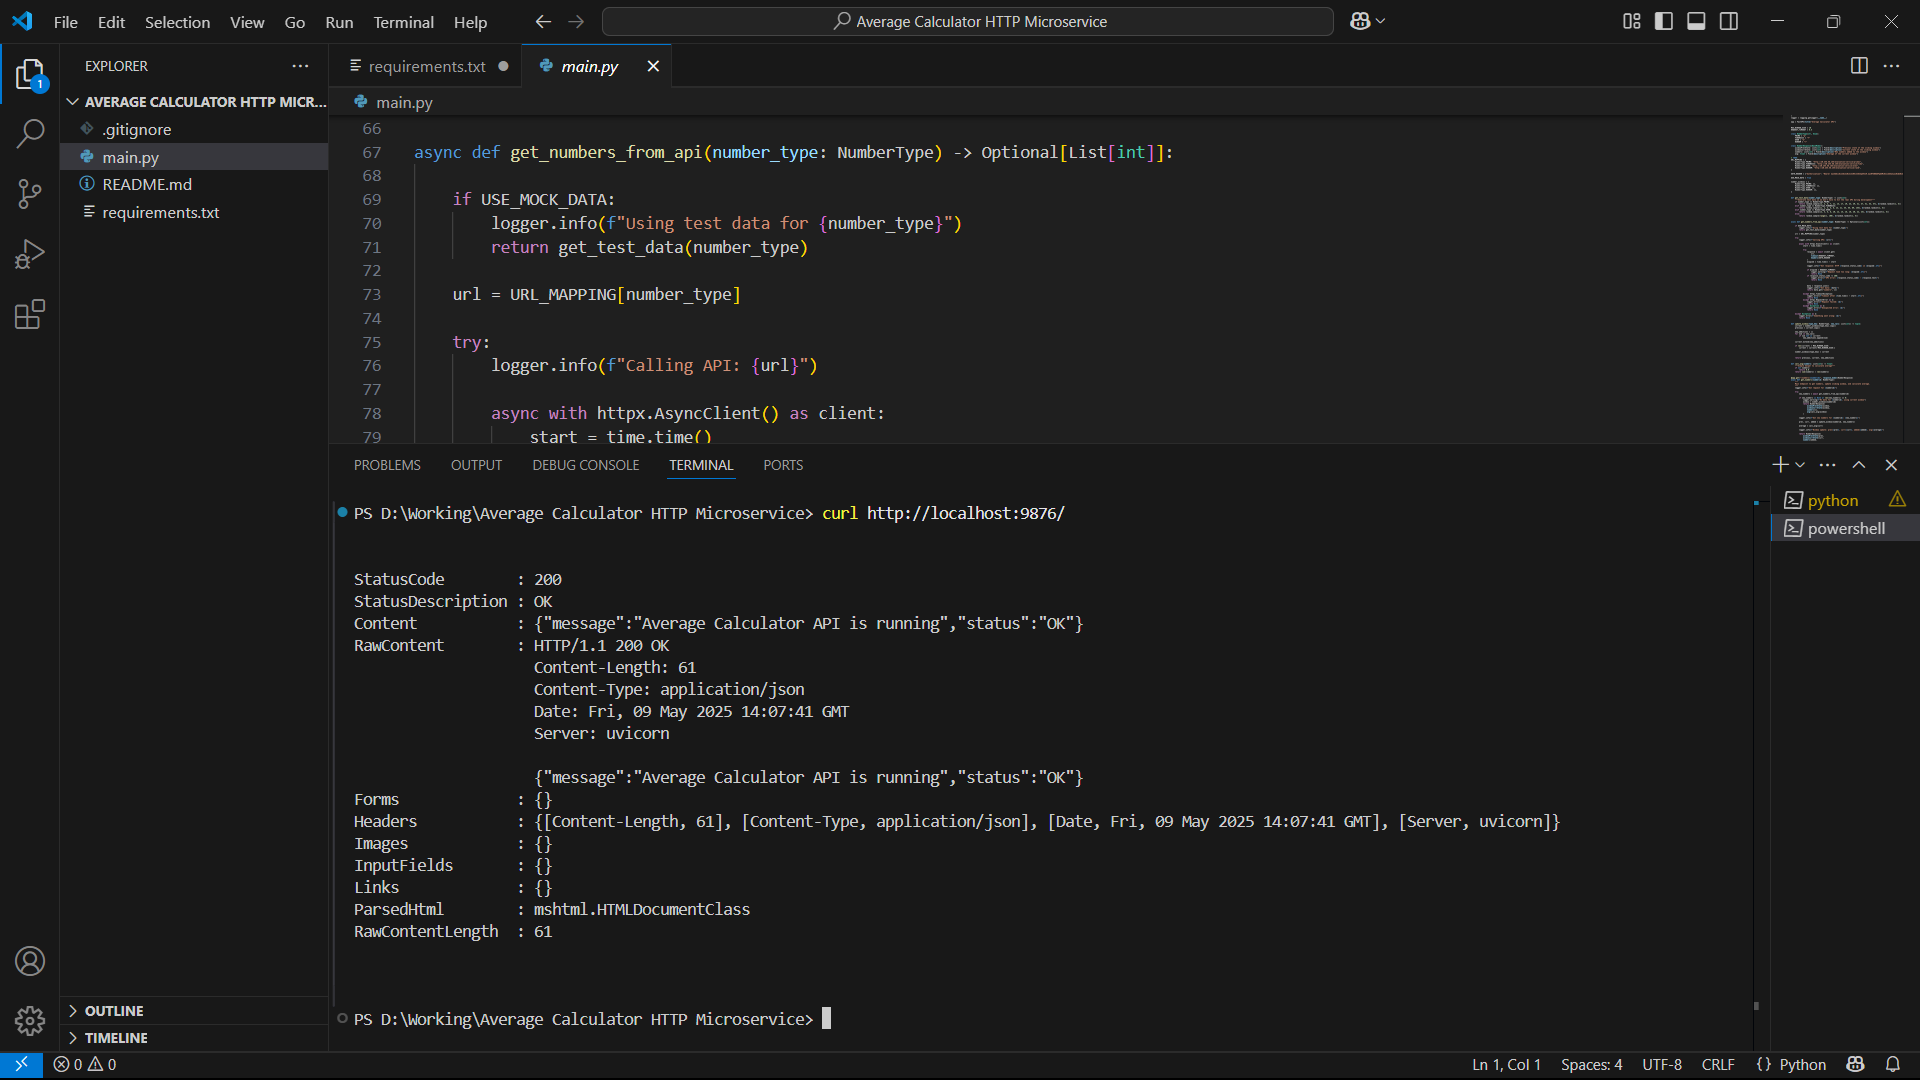 File Edit Selection View Go Run Terminal Help
Average Calculator HTTP Microservice
EXPLORER
1
AVERAGE CALCULATOR HTTP MICR...
.gitignore
main.py
README.md
requirements.txt
OUTLINE
TIMELINE
requirements.txt
main.py
main.py
66
67 async def get_numbers_from_api(number_type: NumberType) -> Optional[List[int]]:
68
69 if USE_MOCK_DATA:
70 logger.info(f"Using test data for {number_type}")
71 return get_test_data(number_type)
72
73 url = URL_MAPPING[number_type]
74
75 try:
76 logger.info(f"Calling API: {url}")
77
78 async with httpx.AsyncClient() as client:
79 start = time.time()
PROBLEMS OUTPUT DEBUG CONSOLE TERMINAL PORTS
python
powershell
PS D:\Working\Average Calculator HTTP Microservice> curl http://localhost:9876/
StatusCode : 200
StatusDescription : OK
Content : {"message":"Average Calculator API is running","status":"OK"}
RawContent : HTTP/1.1 200 OK
Content-Length: 61
Content-Type: application/json
Date: Fri, 09 May 2025 14:07:41 GMT
Server: uvicorn
{"message":"Average Calculator API is running","status":"OK"}
Forms : {}
Headers : {[Content-Length, 61], [Content-Type, application/json], [Date, Fri, 09 May 2025 14:07:41 GMT], [Server, uvicorn]}
Images : {}
InputFields : {}
Links : {}
ParsedHtml : mshtml.HTMLDocumentClass
RawContentLength : 61
PS D:\Working\Average Calculator HTTP Microservice>
0 0
Ln 1, Col 1 Spaces: 4 UTF-8 CRLF {} Python